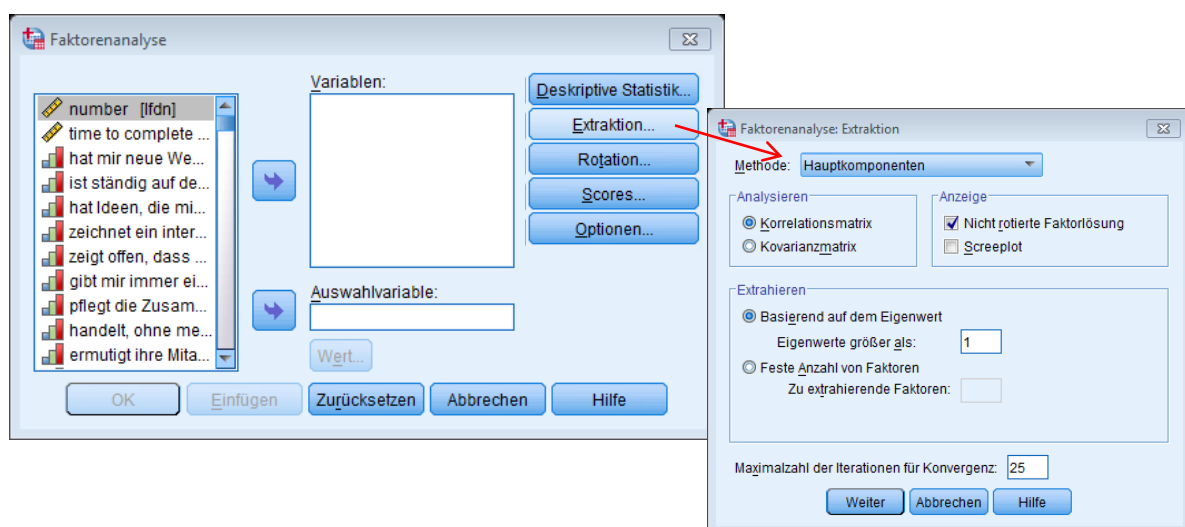 Faktorenanalyse
number [lfdn]
time to complete ...
hat mir neue We...
ist ständig auf de...
hat Ideen, die mi...
zeichnet ein inter...
zeigt offen, dass ...
gibt mir immer ei...
pflegt die Zusam...
handelt, ohne me...
ermutigt ihre Mita...
Variablen:
Auswahlvariable:
Wert...
Deskriptive Statistik...
Extraktion...
Rotation...
Scores...
Optionen...
OK Einfügen Zurücksetzen Abbrechen Hilfe
Faktorenanalyse: Extraktion
Methode: Hauptkomponenten
Analysieren
Korrelationsmatrix
Kovarianzmatrix
Anzeige
Nicht rotierte Faktorlösung
Screeplot
Extrahieren
Basierend auf dem Eigenwert
Eigenwerte größer als: 1
Feste Anzahl von Faktoren
Zu extrahierende Faktoren:
Maximalzahl der Iterationen für Konvergenz: 25
Weiter Abbrechen Hilfe